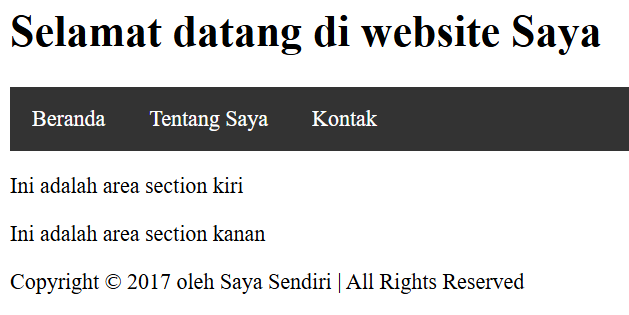 Selamat datang di website Saya
Beranda Tentang Saya Kontak
Ini adalah area section kiri
Ini adalah area section kanan
Copyright © 2017 oleh Saya Sendiri | All Rights Reserved